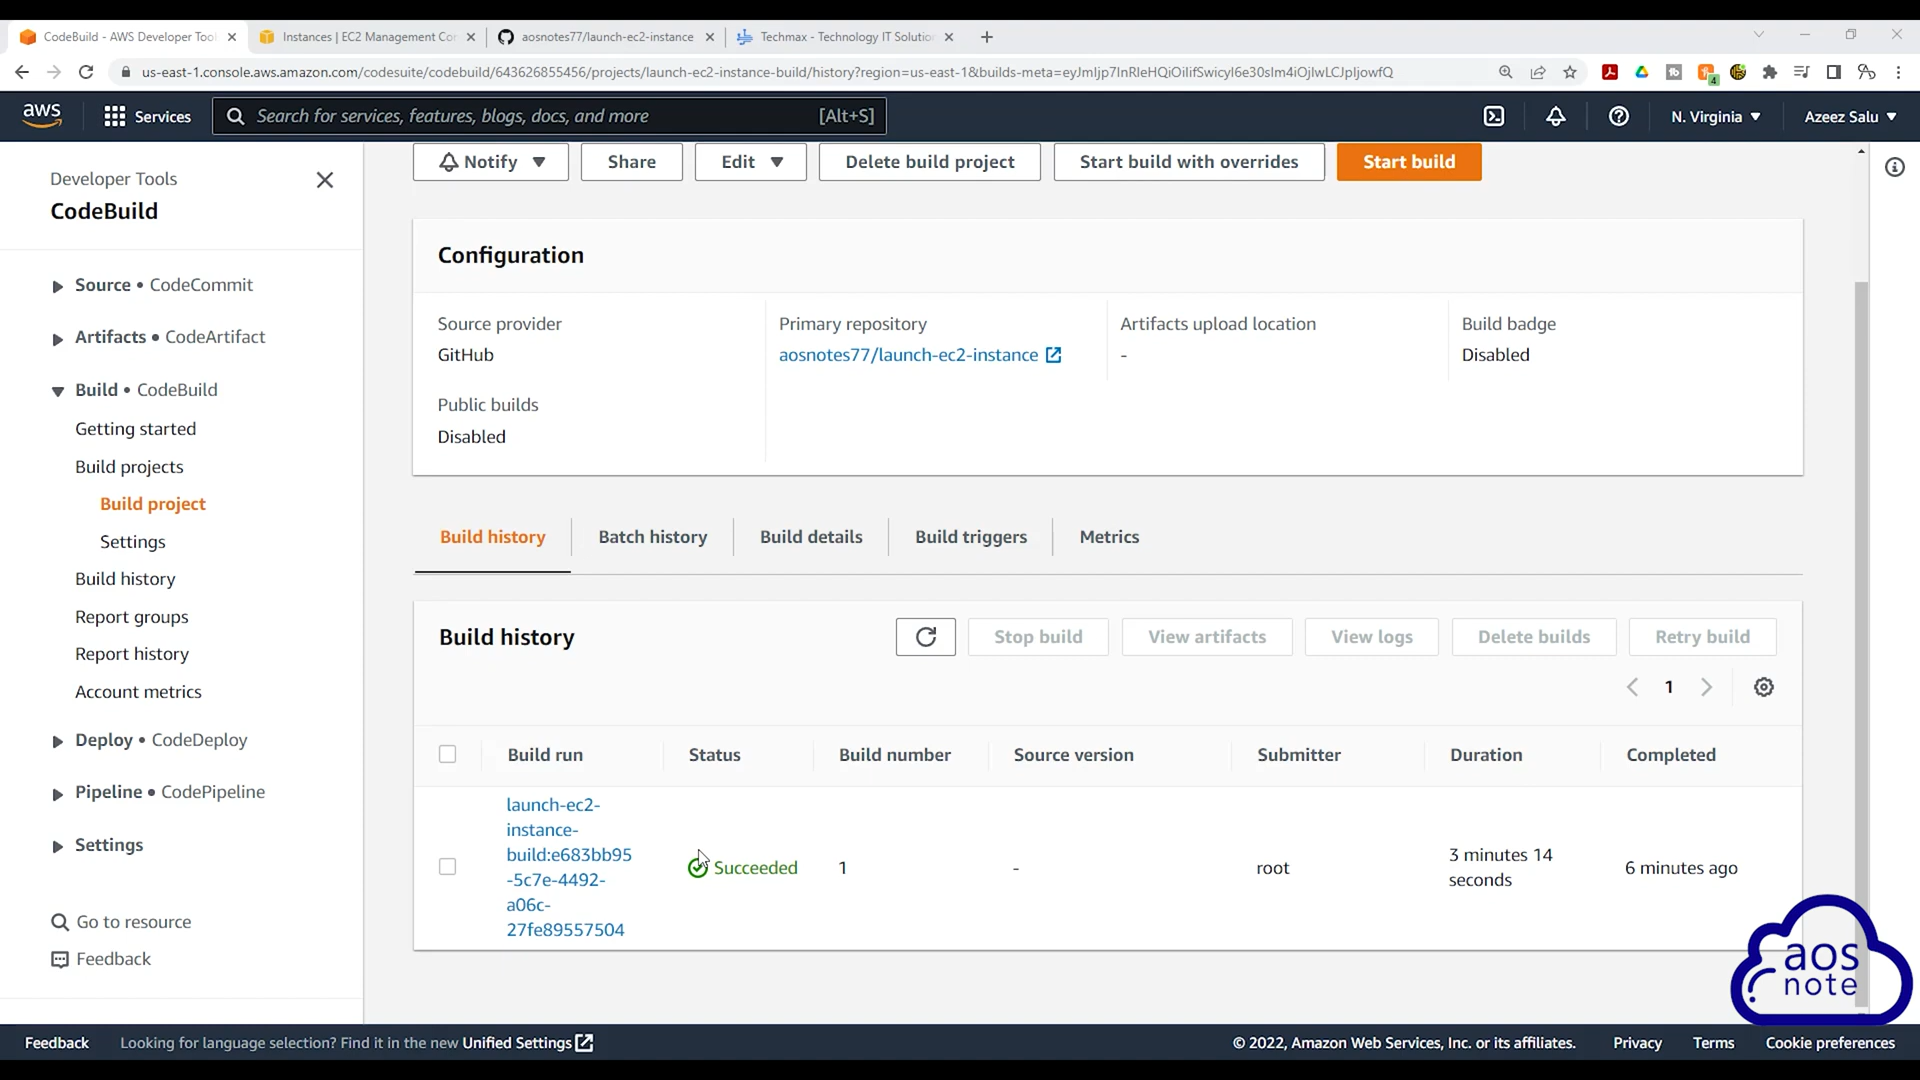 CodeBuild - AWS Developer Tool
Instances | EC2 Management Con
aosnotes77/launch-ec2-instance
Techmax - Technology IT Solution
us-east-1.console.aws.amazon.com/codesuite/codebuild/643626855456/projects/launch-ec2-instance-build/history?region=us-east-1&builds-meta=
aws
Services
Search for services, features, blogs, docs, and more
[Alt+S]
N. Virginia
Azeez Salu
Developer Tools
CodeBuild
Source • CodeCommit
Artifacts • CodeArtifact
Build • CodeBuild
Getting started
Build projects
Build project
Settings
Build history
Report groups
Report history
Account metrics
Deploy • CodeDeploy
Pipeline • CodePipeline
Settings
Go to resource
Feedback
Notify
Share
Edit
Delete build project
Start build with overrides
Start build
Configuration
Source provider
GitHub
Primary repository
aosnotes77/launch-ec2-instance
Artifacts upload location
-
Build badge
Disabled
Public builds
Disabled
Build history
Batch history
Build details
Build triggers
Metrics
Build history
Stop build
View artifacts
View logs
Delete builds
Retry build
1
Build run
Status
Build number
Source version
Submitter
Duration
Completed
launch-ec2-
instance-
build:e683bb95
-5c7e-4492-
a06c-
27fe89557504
Succeeded
1
-
root
3 minutes 14
seconds
6 minutes ago
aos
note
Feedback
Looking for language selection? Find it in the new Unified Settings
© 2022, Amazon Web Services, Inc. or its affiliates.
Privacy
Terms
Cookie preferences